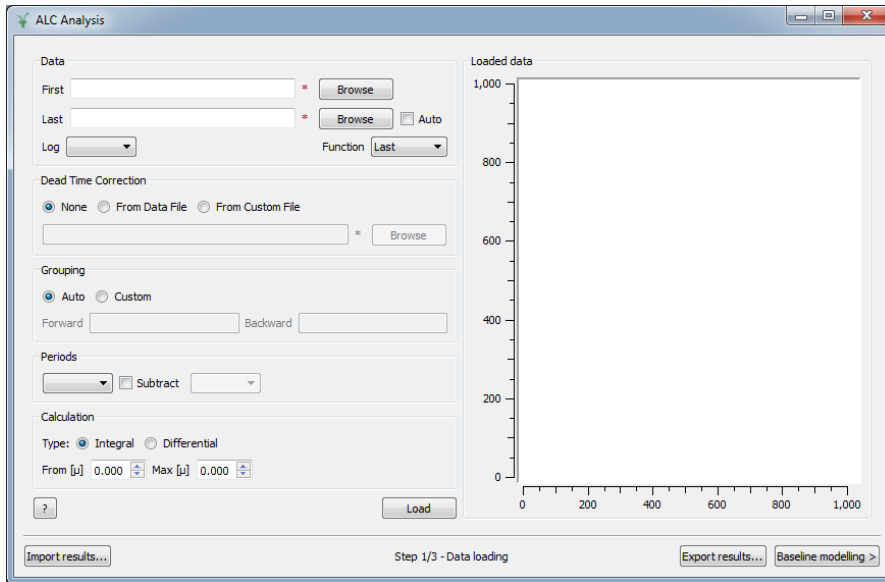 ALC Analysis
Data
First * Browse
Last * Browse Auto
Log Function Last
Dead Time Correction
None From Data File From Custom File
* Browse
Grouping
Auto Custom
Forward Backward
Periods
Subtract
Calculation
Type: Integral Differential
From [µ] 0.000 Max [µ] 0.000
? Load
Loaded data
1,000
800
600
400
200
0
0 200 400 600 800 1,000
Import results... Step 1/3 - Data loading Export results... Baseline modelling >